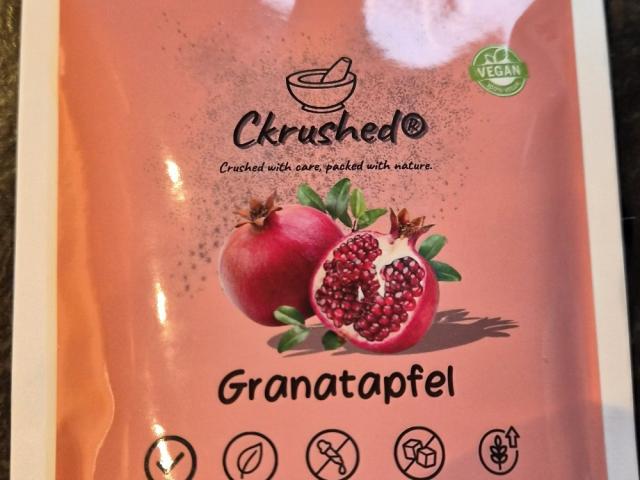 VEGAN
Ckrushed®
Crushed with care, packed with nature.
Granatapfel